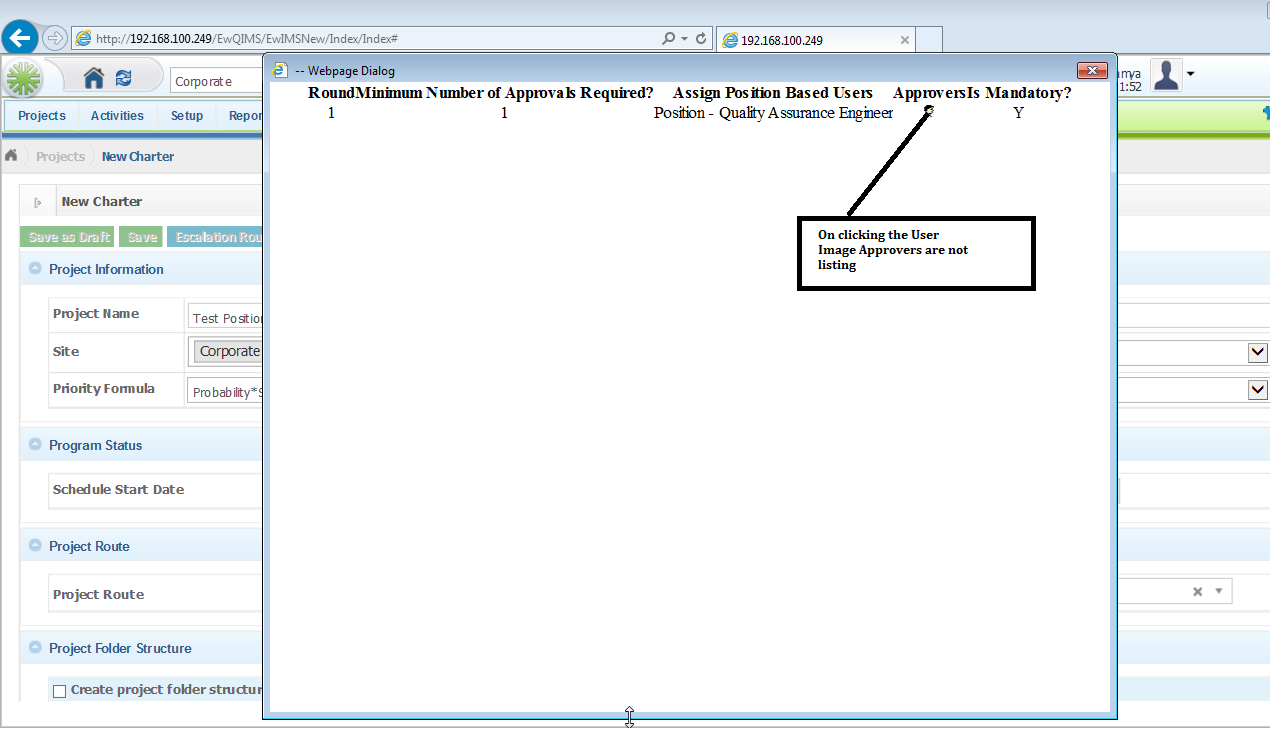 http://192.168.100.249/EwQIMS/EwIMSNew/Index/Index#
192.168.100.249
-- Webpage Dialog
Corporate
1:52
Projects Activities Setup
Projects New Charter
RoundMinimum Number of Approvals Required? Assign Position Based Users ApproversIs Mandatory?
1 1 Position - Quality Assurance Engineer Y
On clicking the User
Image Approvers are not
listing
New Charter
Save as Draft Save Escalation Rou
Project Information
Project Name Test Position
Site Corporate
Priority Formula Probability*S
Program Status
Schedule Start Date
Project Route
Project Route
Project Folder Structure
Create project folder structur